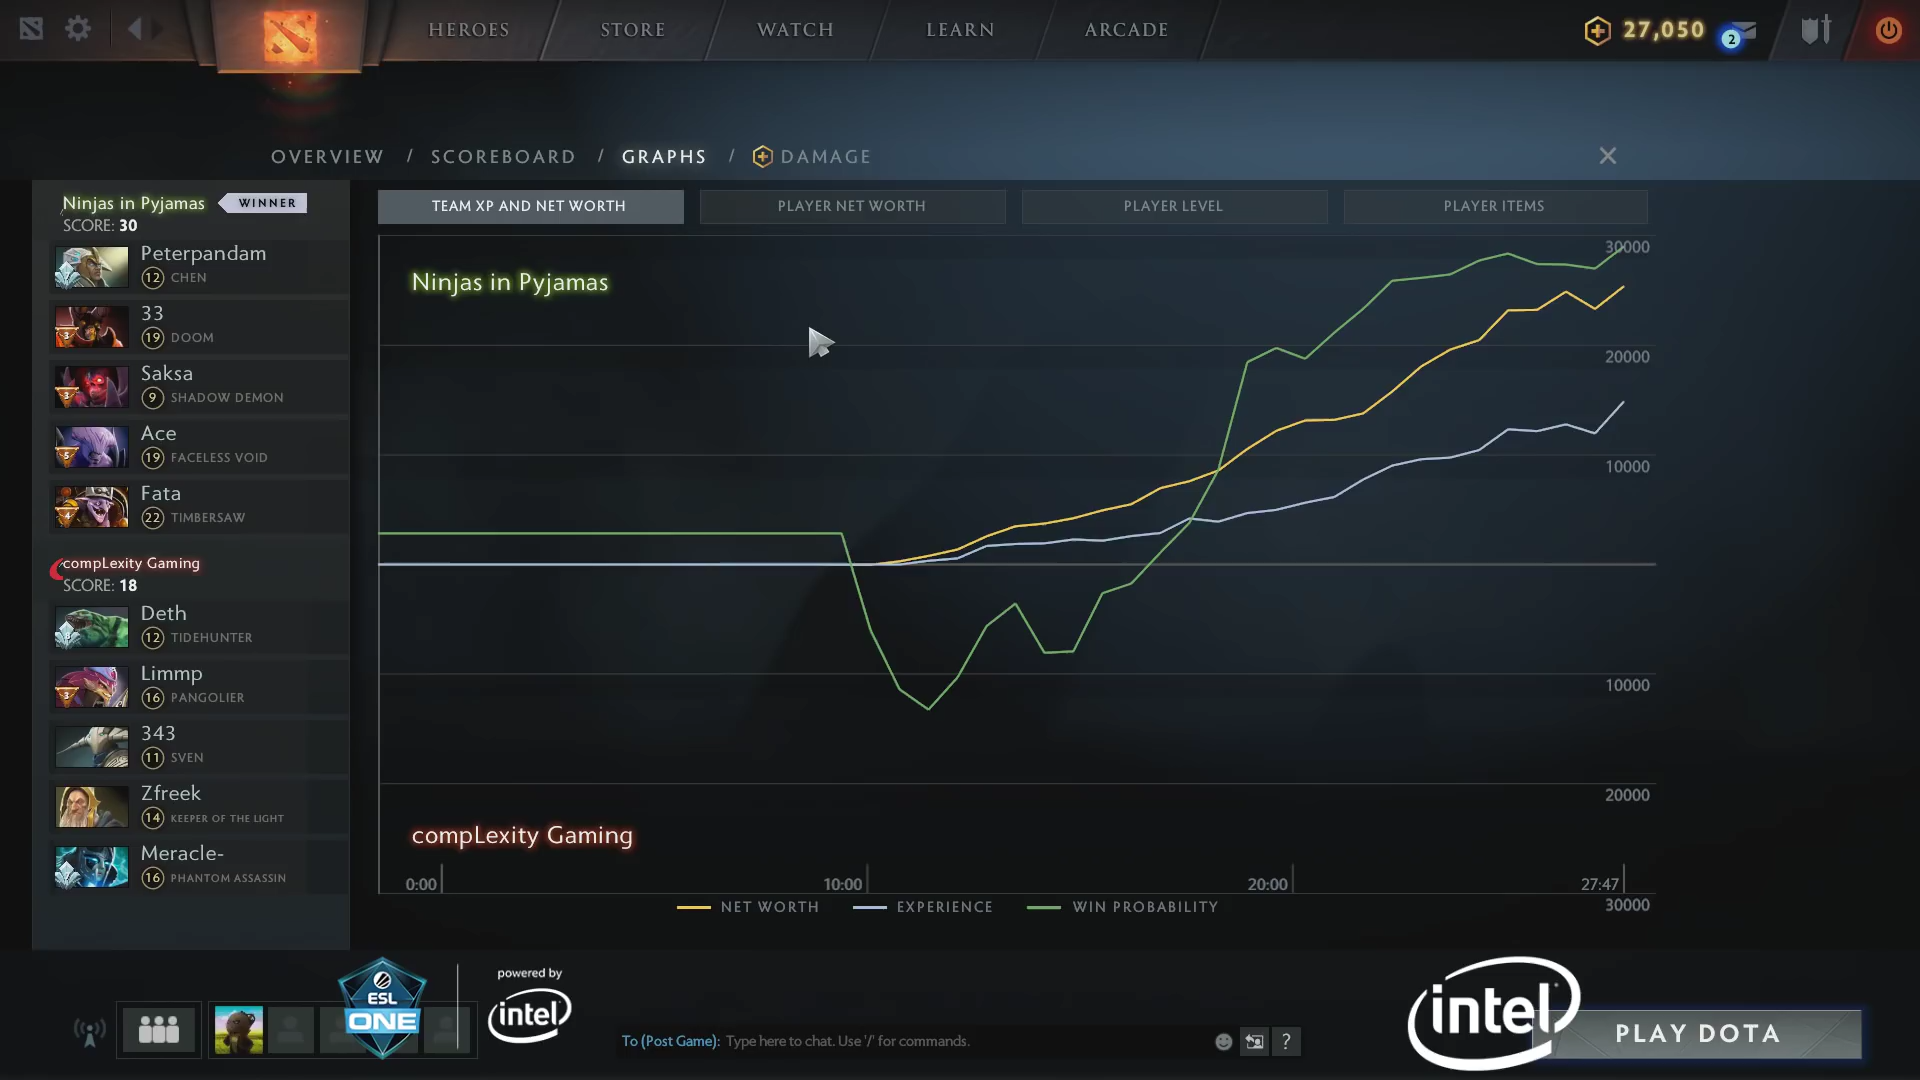 HEROES
STORE
WATCH
LEARN
ARCADE
27,050
2
OVERVIEW / SCOREBOARD / GRAPHS / DAMAGE
Ninjas in Pyjamas
WINNER
SCORE: 30
Peterpandam
12 CHEN
33
3
19 DOOM
Saksa
3
9 SHADOW DEMON
Ace
5
19 FACELESS VOID
Fata
4
22 TIMBERSAW
compLexity Gaming
SCORE: 18
Deth
12 TIDEHUNTER
Limmp
3
16 PANGOLIER
343
11 SVEN
Zfreek
14 KEEPER OF THE LIGHT
Meracle-
16 PHANTOM ASSASSIN
TEAM XP AND NET WORTH
PLAYER NET WORTH
PLAYER LEVEL
PLAYER ITEMS
Ninjas in Pyjamas
30000
20000
10000
10000
20000
30000
compLexity Gaming
0:00
10:00
20:00
27:47
NET WORTH
EXPERIENCE
WIN PROBABILITY
ESL
ONE
powered by
intel
To (Post Game): Type here to chat. Use '/' for commands.
?
intel
PLAY DOTA